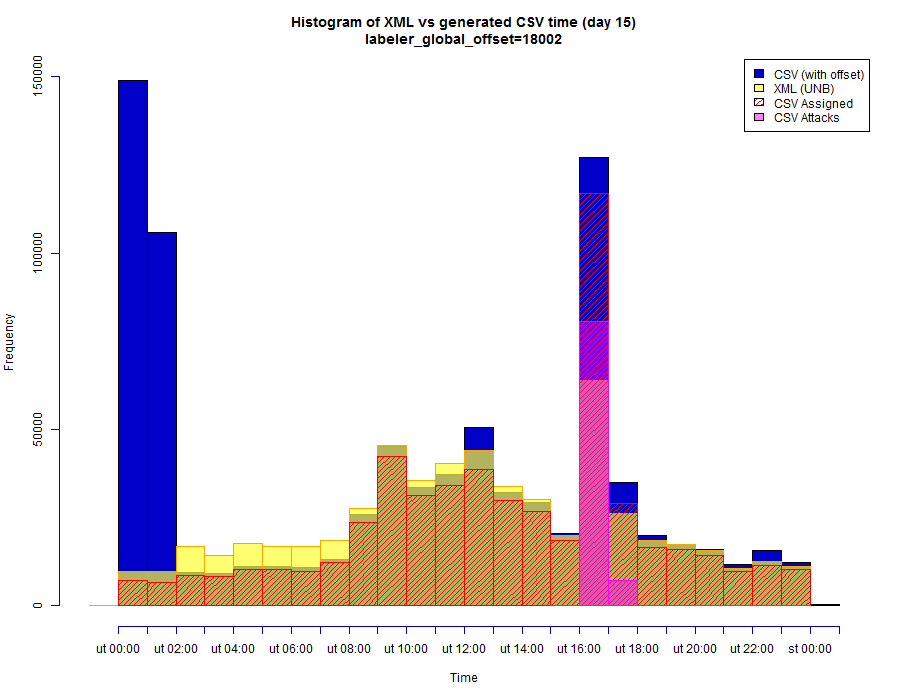 Histogram of XML vs generated CSV time (day 15)
labeler_global_offset=18002
CSV (with offset)
XML (UNB)
CSV Assigned
CSV Attacks
150000
100000
50000
0
Frequency
ut 00:00 ut 02:00 ut 04:00 ut 06:00 ut 08:00 ut 10:00 ut 12:00 ut 14:00 ut 16:00 ut 18:00 ut 20:00 ut 22:00 st 00:00
Time